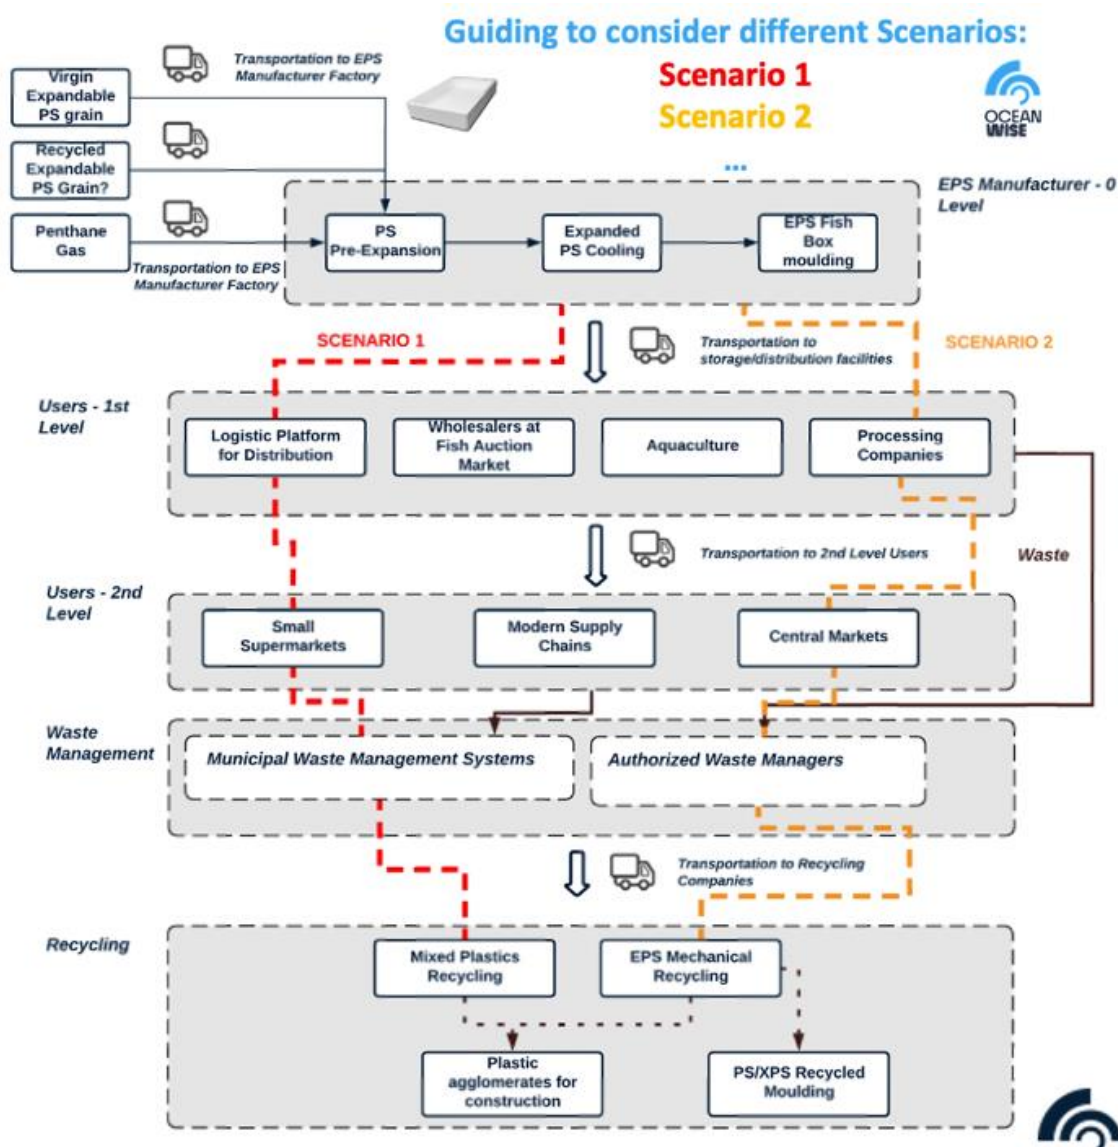 Guiding to consider different Scenarios:
Scenario 1
Scenario 2
...
OCEAN
WISE
Transportation to EPS
Manufacturer Factory
Virgin
Expandable
PS grain
Recycled
Expandable
PS Grain?
Penthane
Gas
Transportation to EPS
Manufacturer Factory
EPS Manufacturer - 0
Level
PS
Pre-Expansion
Expanded
PS Cooling
EPS Fish
Box
moulding
SCENARIO 1
Transportation to
storage/distribution facilities
SCENARIO 2
Users - 1st
Level
Logistic Platform
for Distribution
Wholesalers at
Fish Auction
Market
Aquaculture
Processing
Companies
Transportation to 2nd Level Users
Waste
Users - 2nd
Level
Small
Supermarkets
Modern Supply
Chains
Central Markets
Waste
Management
Municipal Waste Management Systems
Authorized Waste Managers
Transportation to Recycling
Companies
Recycling
Mixed Plastics
Recycling
EPS Mechanical
Recycling
Plastic
agglomerates for
construction
PS/XPS Recycled
Moulding